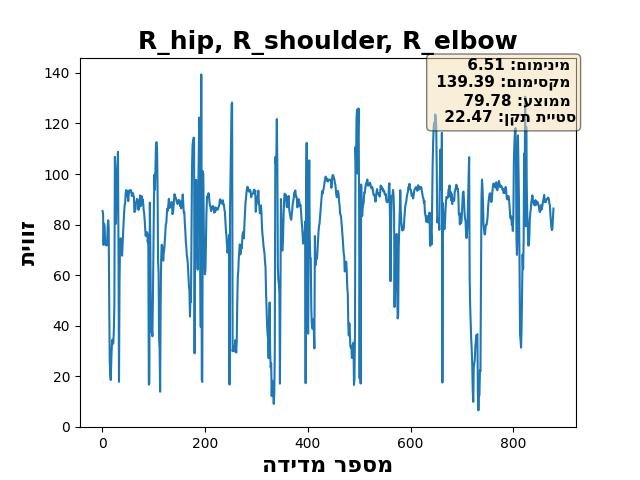 R_hip, R_shoulder, R_elbow
מינימום: 6.51
מקסימום: 139.39
ממוצע: 79.78
סטיית תקן: 22.47
140
120
100
80
60
40
20
0
זווית
0 200 400 600 800
מספר מדידה